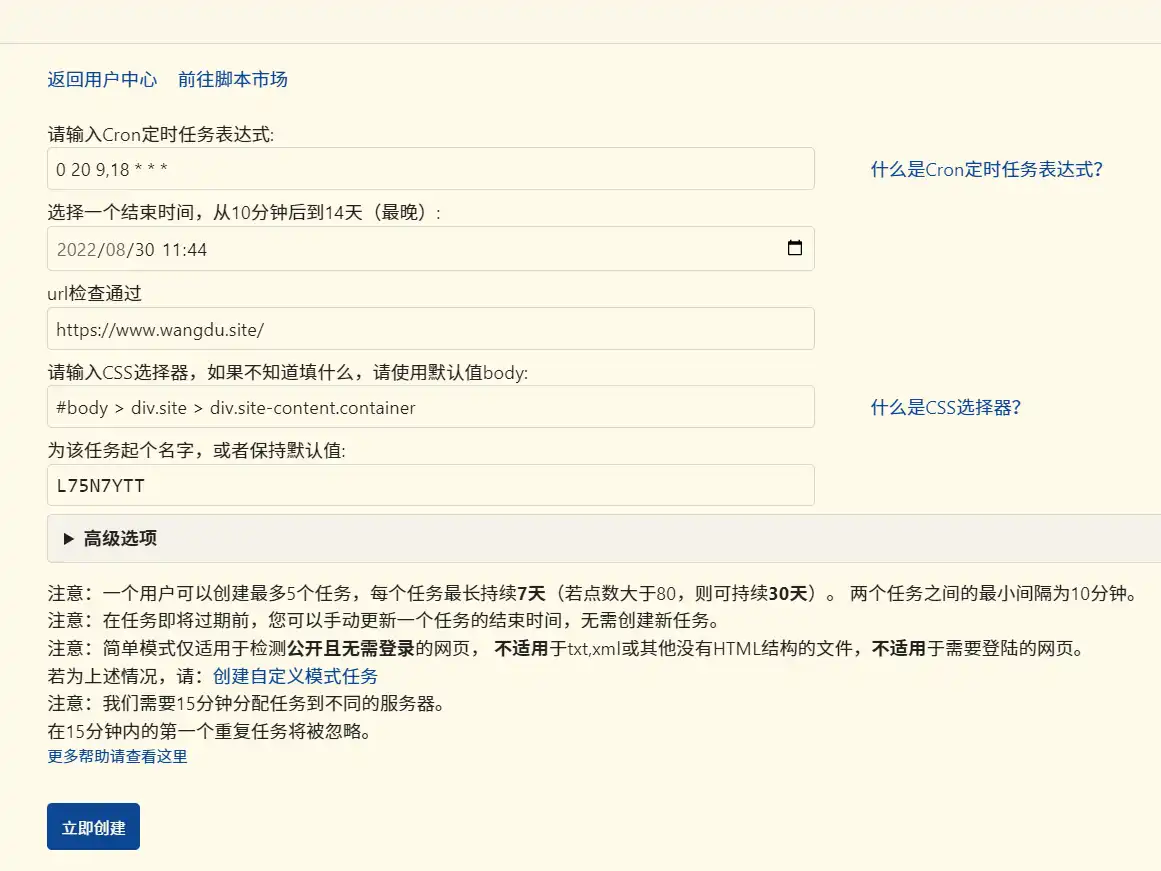 返回用户中心 前往脚本市场
请输入Cron定时任务表达式:
0 20 9,18 * * *
什么是Cron定时任务表达式？
选择一个结束时间，从10分钟后到14天（最晚）:
2022/08/30 11:44
url检查通过
https://www.wangdu.site/
请输入CSS选择器，如果不知道填什么，请使用默认值body:
#body > div.site > div.site-content.container
什么是CSS选择器？
为该任务起个名字，或者保持默认值:
L75N7YTT
▶ 高级选项
注意：一个用户可以创建最多5个任务，每个任务最长持续7天（若点数大于80，则可持续30天）。 两个任务之间的最小间隔为10分钟。
注意：在任务即将过期前，您可以手动更新一个任务的结束时间，无需创建新任务。
注意：简单模式仅适用于检测公开且无需登录的网页， 不适用于txt,xml或其他没有HTML结构的文件，不适用于需要登陆的网页。
若为上述情况，请：创建自定义模式任务
注意：我们需要15分钟分配任务到不同的服务器。
在15分钟内的第一个重复任务将被忽略。
更多帮助请查看这里
立即创建